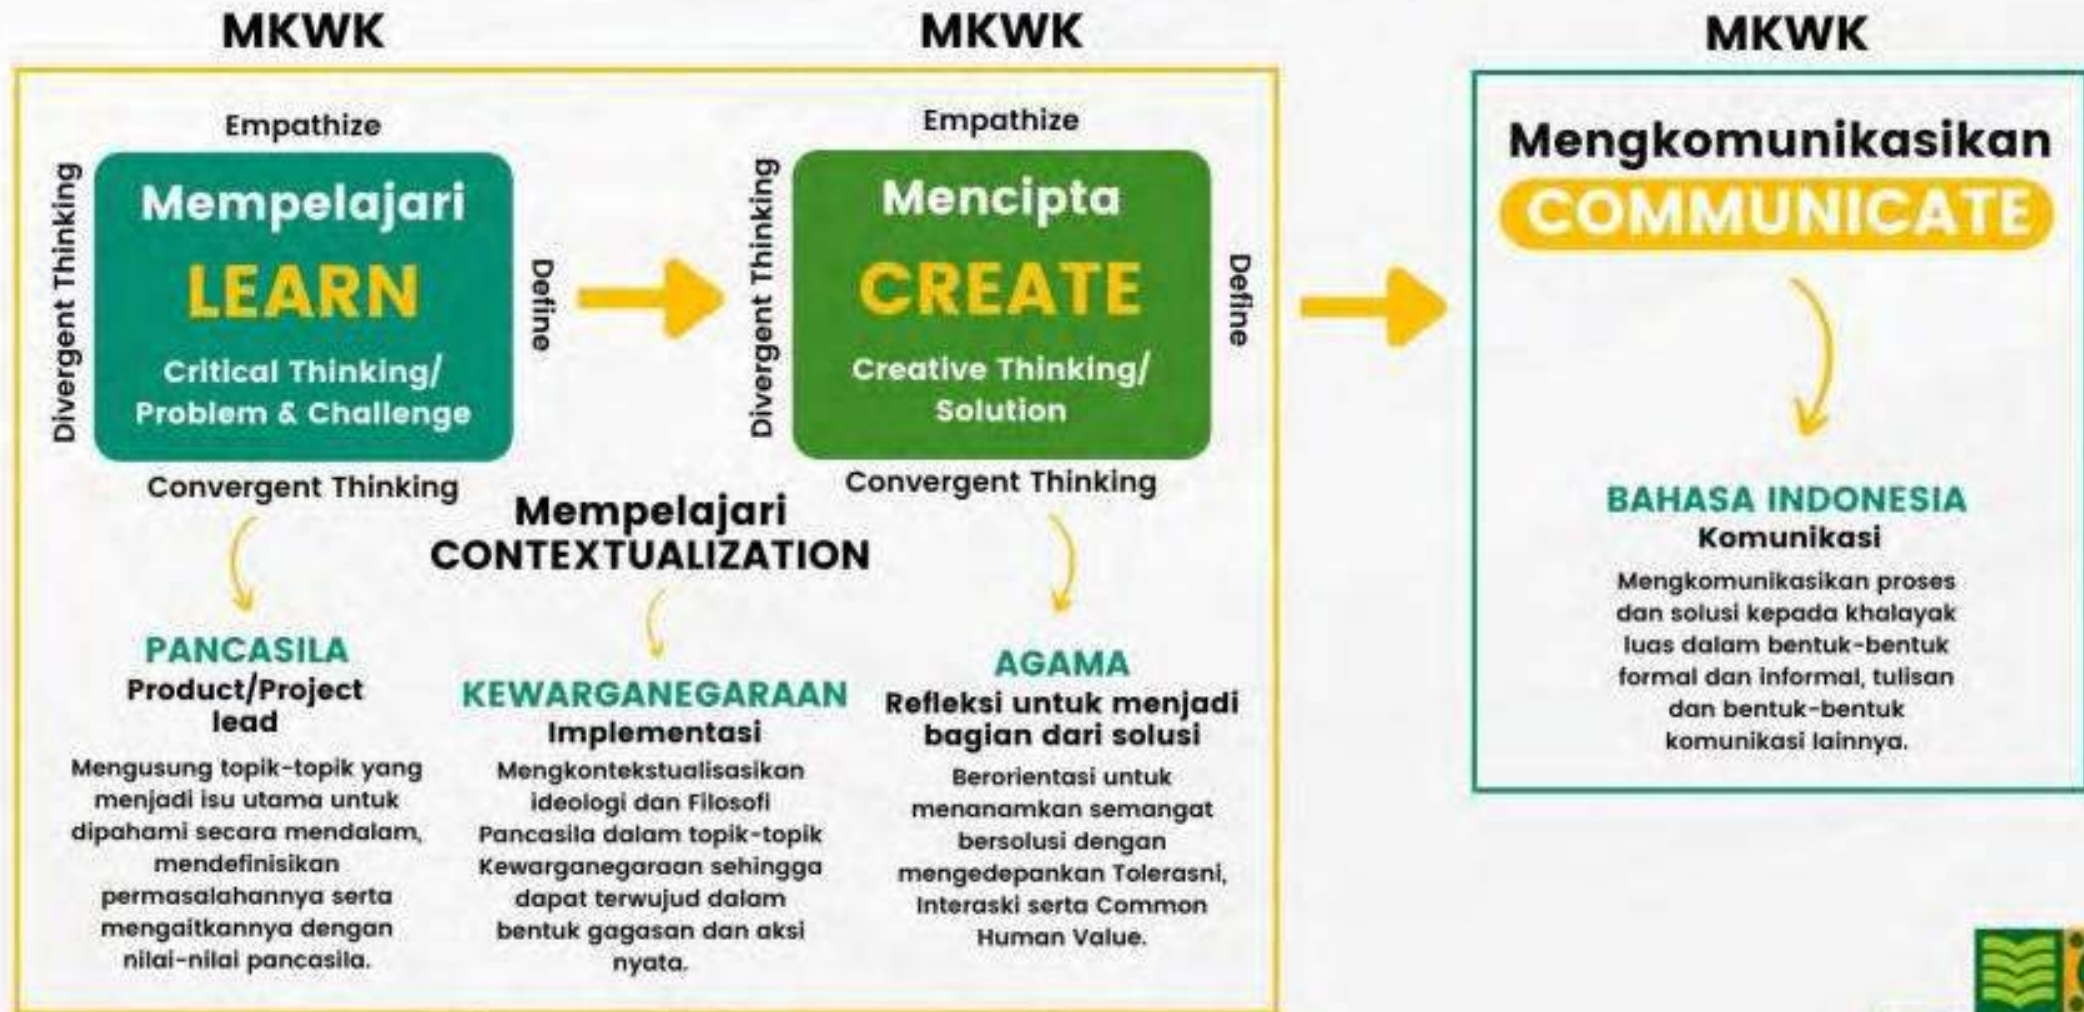 MKWK
Empathize
Divergent Thinking
Mempelajari
LEARN
Critical Thinking/
Problem & Challenge
Define
Convergent Thinking
MKWK
Empathize
Divergent Thinking
Mencipta
CREATE
Creative Thinking/
Solution
Define
Convergent Thinking
Mempelajari
CONTEXTUALIZATION
PANCASILA
Product/Project
lead
Mengusung topik-topik yang
menjadi isu utama untuk
dipahami secara mendalam,
mendefinisikan
permasalahannya serta
mengaitkannya dengan
nilai-nilai pancasila.
KEWARGANEGARAAN
Implementasi
Mengkontekstualisasikan
ideologi dan Filosofi
Pancasila dalam topik-topik
Kewarganegaraan sehingga
dapat terwujud dalam
bentuk gagasan dan aksi
nyata.
AGAMA
Refleksi untuk menjadi
bagian dari solusi
Berorientasi untuk
menanamkan semangat
bersolusi dengan
mengedepankan Tolerasni,
Interaski serta Common
Human Value.
MKWK
Mengkomunikasikan
COMMUNICATE
BAHASA INDONESIA
Komunikasi
Mengkomunikasikan proses
dan solusi kepada khalayak
luas dalam bentuk-bentuk
formal dan informal, tulisan
dan bentuk-bentuk
komunikasi lainnya.